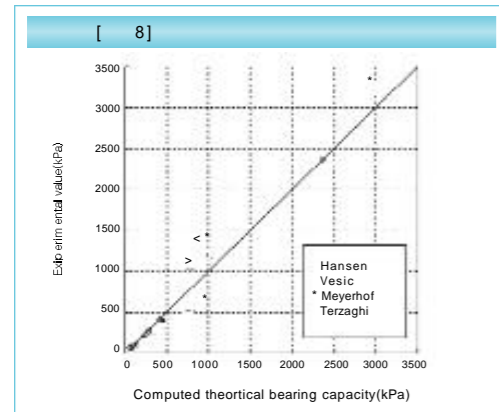 [ 8]
3500
3000
2500
2000
1500
1000
500
0
Exip erim ental value(kPa)
<
>
*
*
*
Hansen
Vesic
* Meyerhof
Terzaghi
0 500 1000 1500 2000 2500 3000 3500
Computed theortical bearing capacity(kPa)